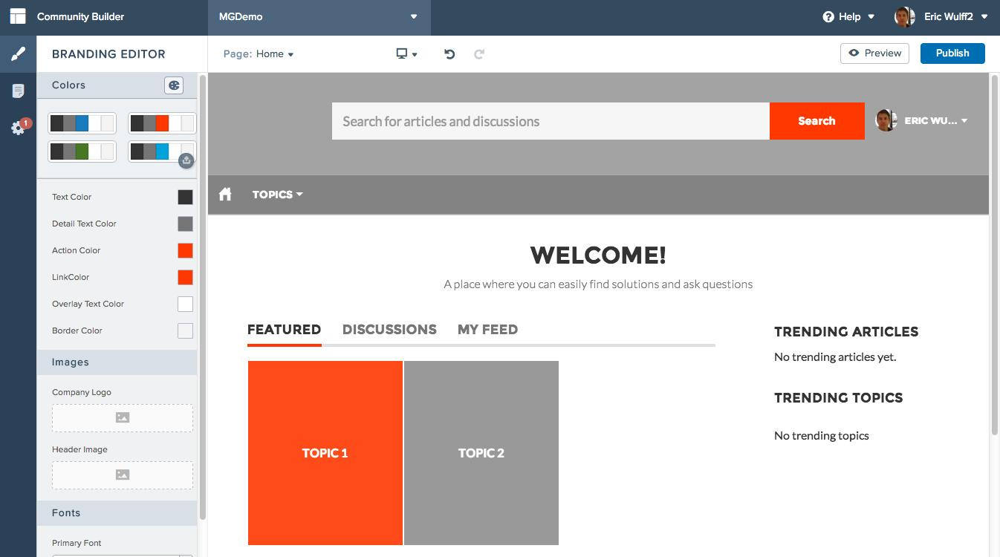 Community Builder
MGDemo
Help
Eric Wulff2
BRANDING EDITOR
Page: Home
Preview
Publish
Colors
1
Text Color
Detail Text Color
Action Color
LinkColor
Overlay Text Color
Border Color
Images
Company Logo
Header Image
Fonts
Primary Font
Search for articles and discussions
Search
ERIC WU...
TOPICS
WELCOME!
A place where you can easily find solutions and ask questions
FEATURED
DISCUSSIONS
MY FEED
TOPIC 1
TOPIC 2
TRENDING ARTICLES
No trending articles yet.
TRENDING TOPICS
No trending topics